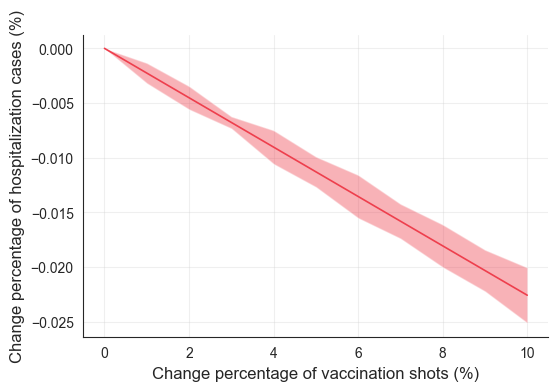 Change percentage of hospitalization cases (%)
0.000
−0.005
−0.010
−0.015
−0.020
−0.025
0 2 4 6 8 10
Change percentage of vaccination shots (%)